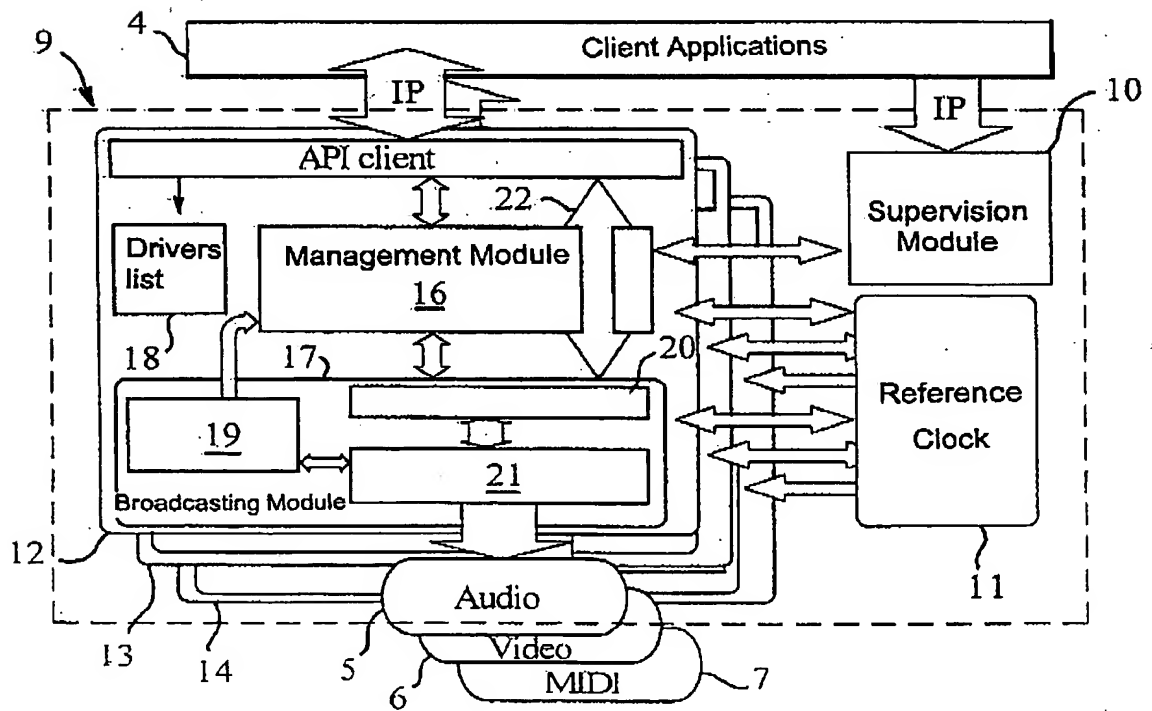 4
Client Applications
9
IP
IP
10
API client
22
Supervision
Module
Drivers
list
Management Module
16
18
17
20
Reference
Clock
19
21
Broadcasting Module
12
11
13
14
Audio
5
Video
6
MIDI
7